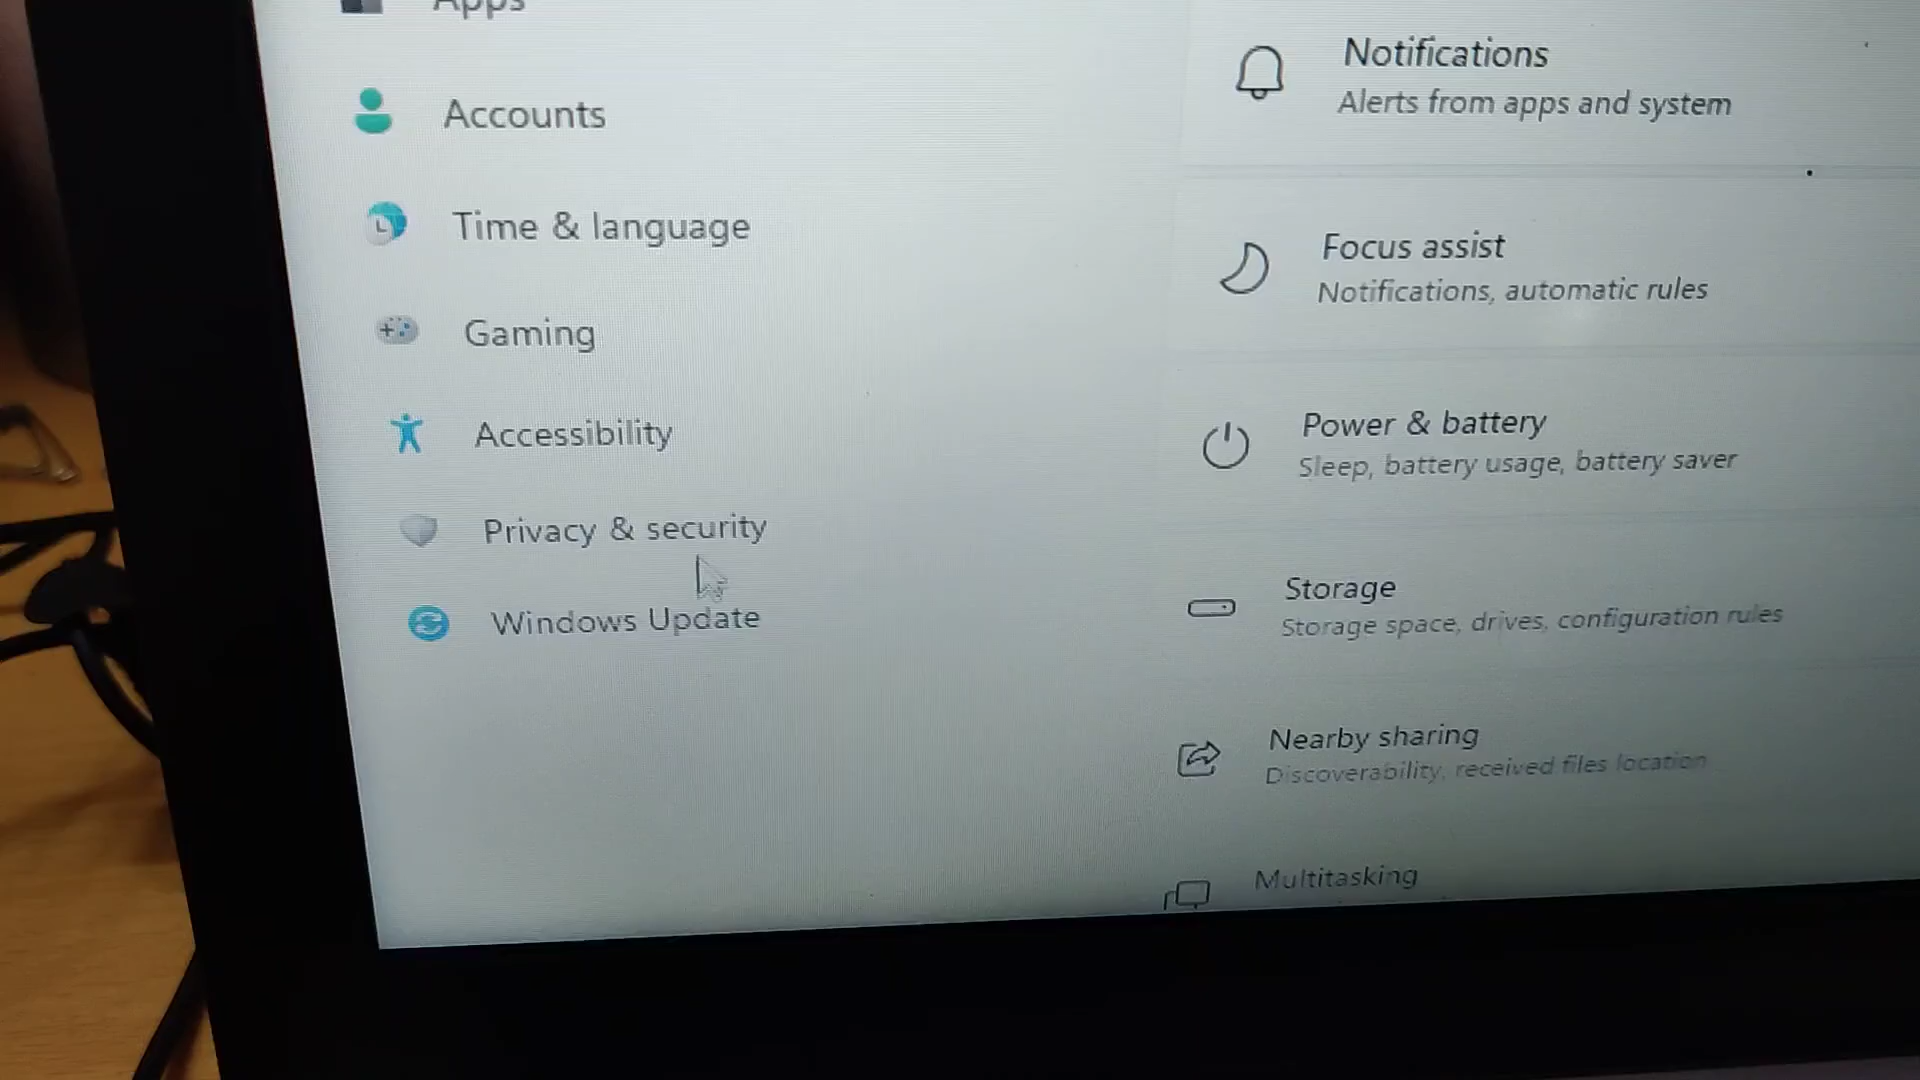 Apps
Accounts
Time & language
Gaming
Accessibility
Privacy & security
Windows Update
Notifications
Alerts from apps and system
Focus assist
Notifications, automatic rules
Power & battery
Sleep, battery usage, battery saver
Storage
Storage space, drives, configuration rules
Nearby sharing
Discoverability, received files location
Multitasking